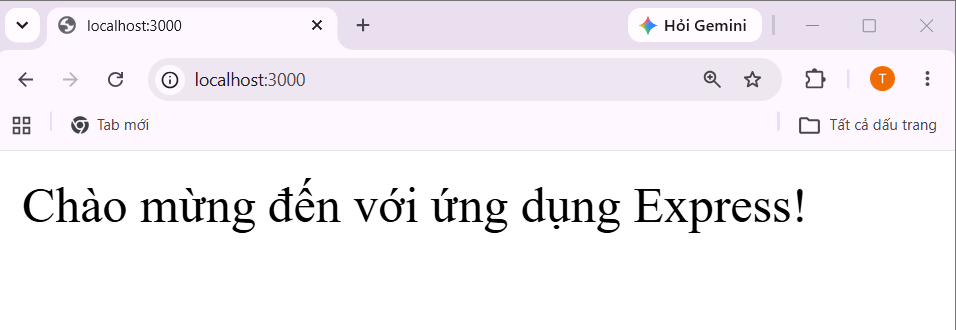 localhost:3000
Hỏi Gemini
localhost:3000
T
Tab mới
Tất cả dấu trang
Chào mừng đến với ứng dụng Express!